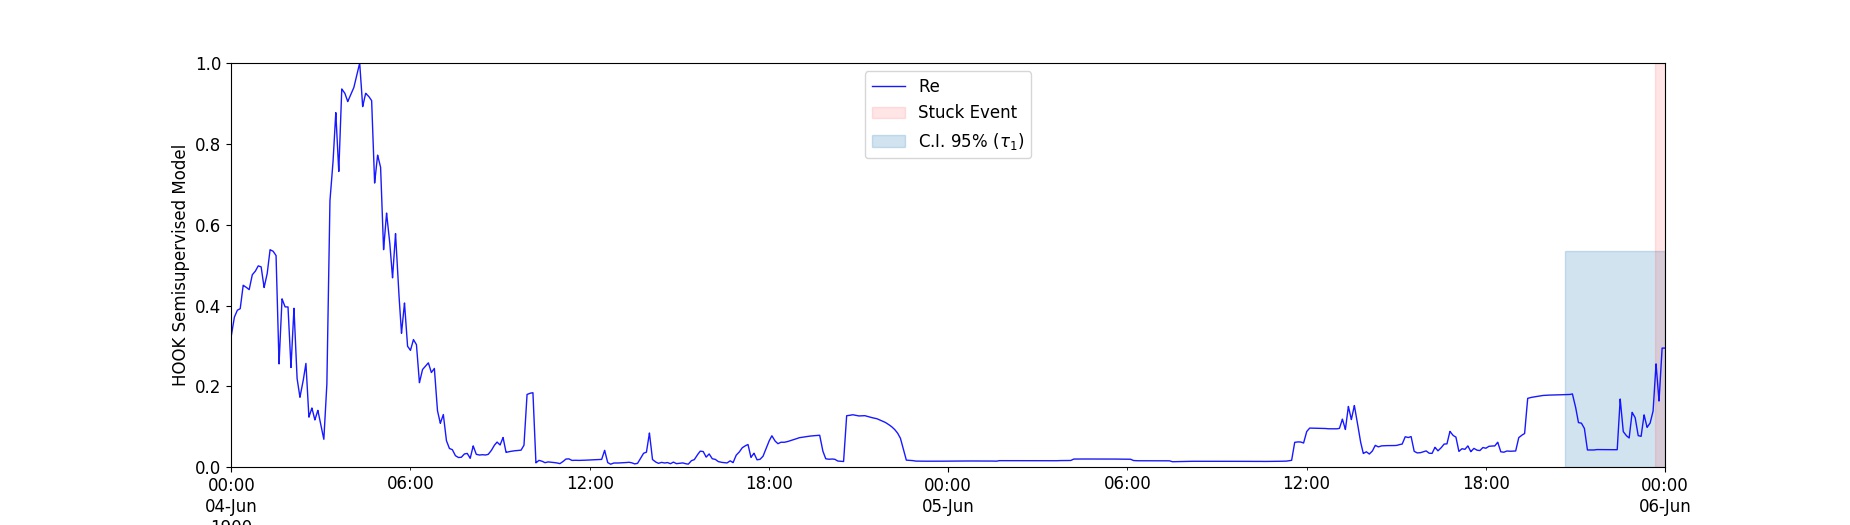 HOOK Semisupervised Model
1.0
0.8
0.6
0.4
0.2
0.0
Re
Stuck Event
C.I. 95% (τ₁)
00:00 06:00 12:00 18:00 00:00 06:00 12:00 18:00 00:00
04-Jun 05-Jun 06-Jun
1900